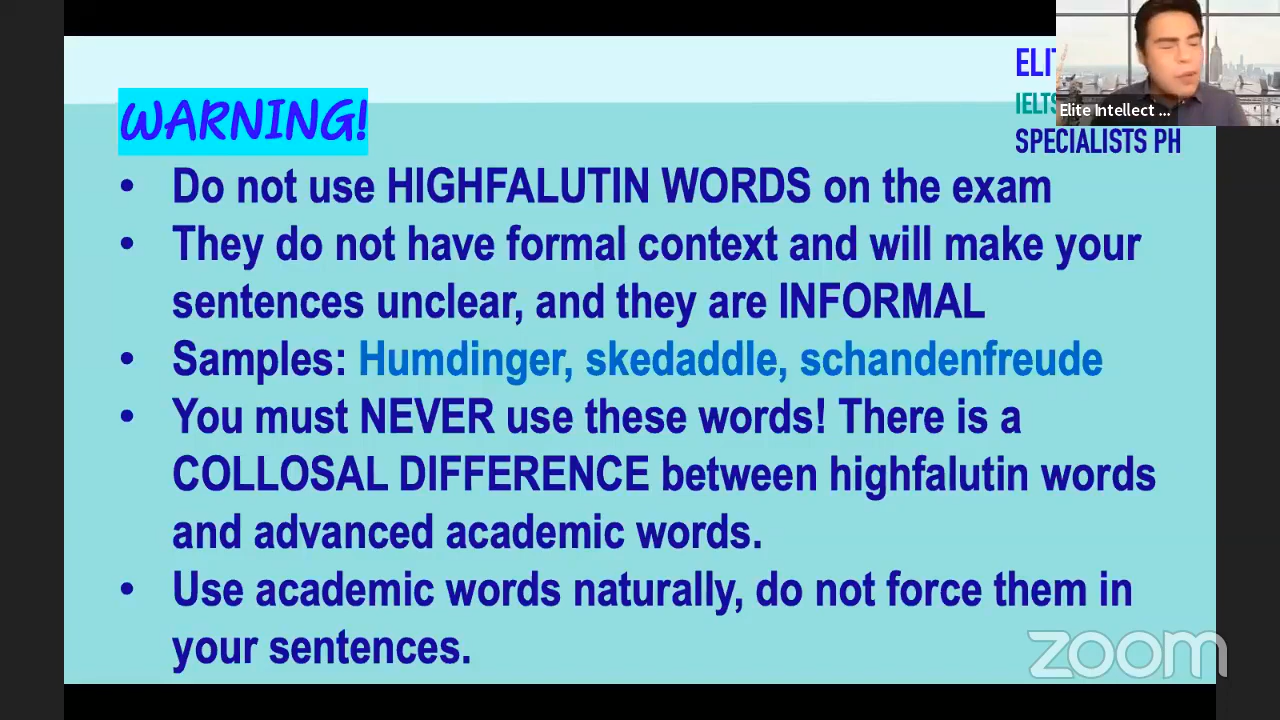 WARNING!
• Do not use HIGHFALUTIN WORDS on the exam
• They do not have formal context and will make your
sentences unclear, and they are INFORMAL
• Samples: Humdinger, skedaddle, schandenfreude
• You must NEVER use these words! There is a
COLLOSAL DIFFERENCE between highfalutin words
and advanced academic words.
• Use academic words naturally, do not force them in
your sentences.
ELI
IELTS
Elite Intellect ...
SPECIALISTS PH
zoom